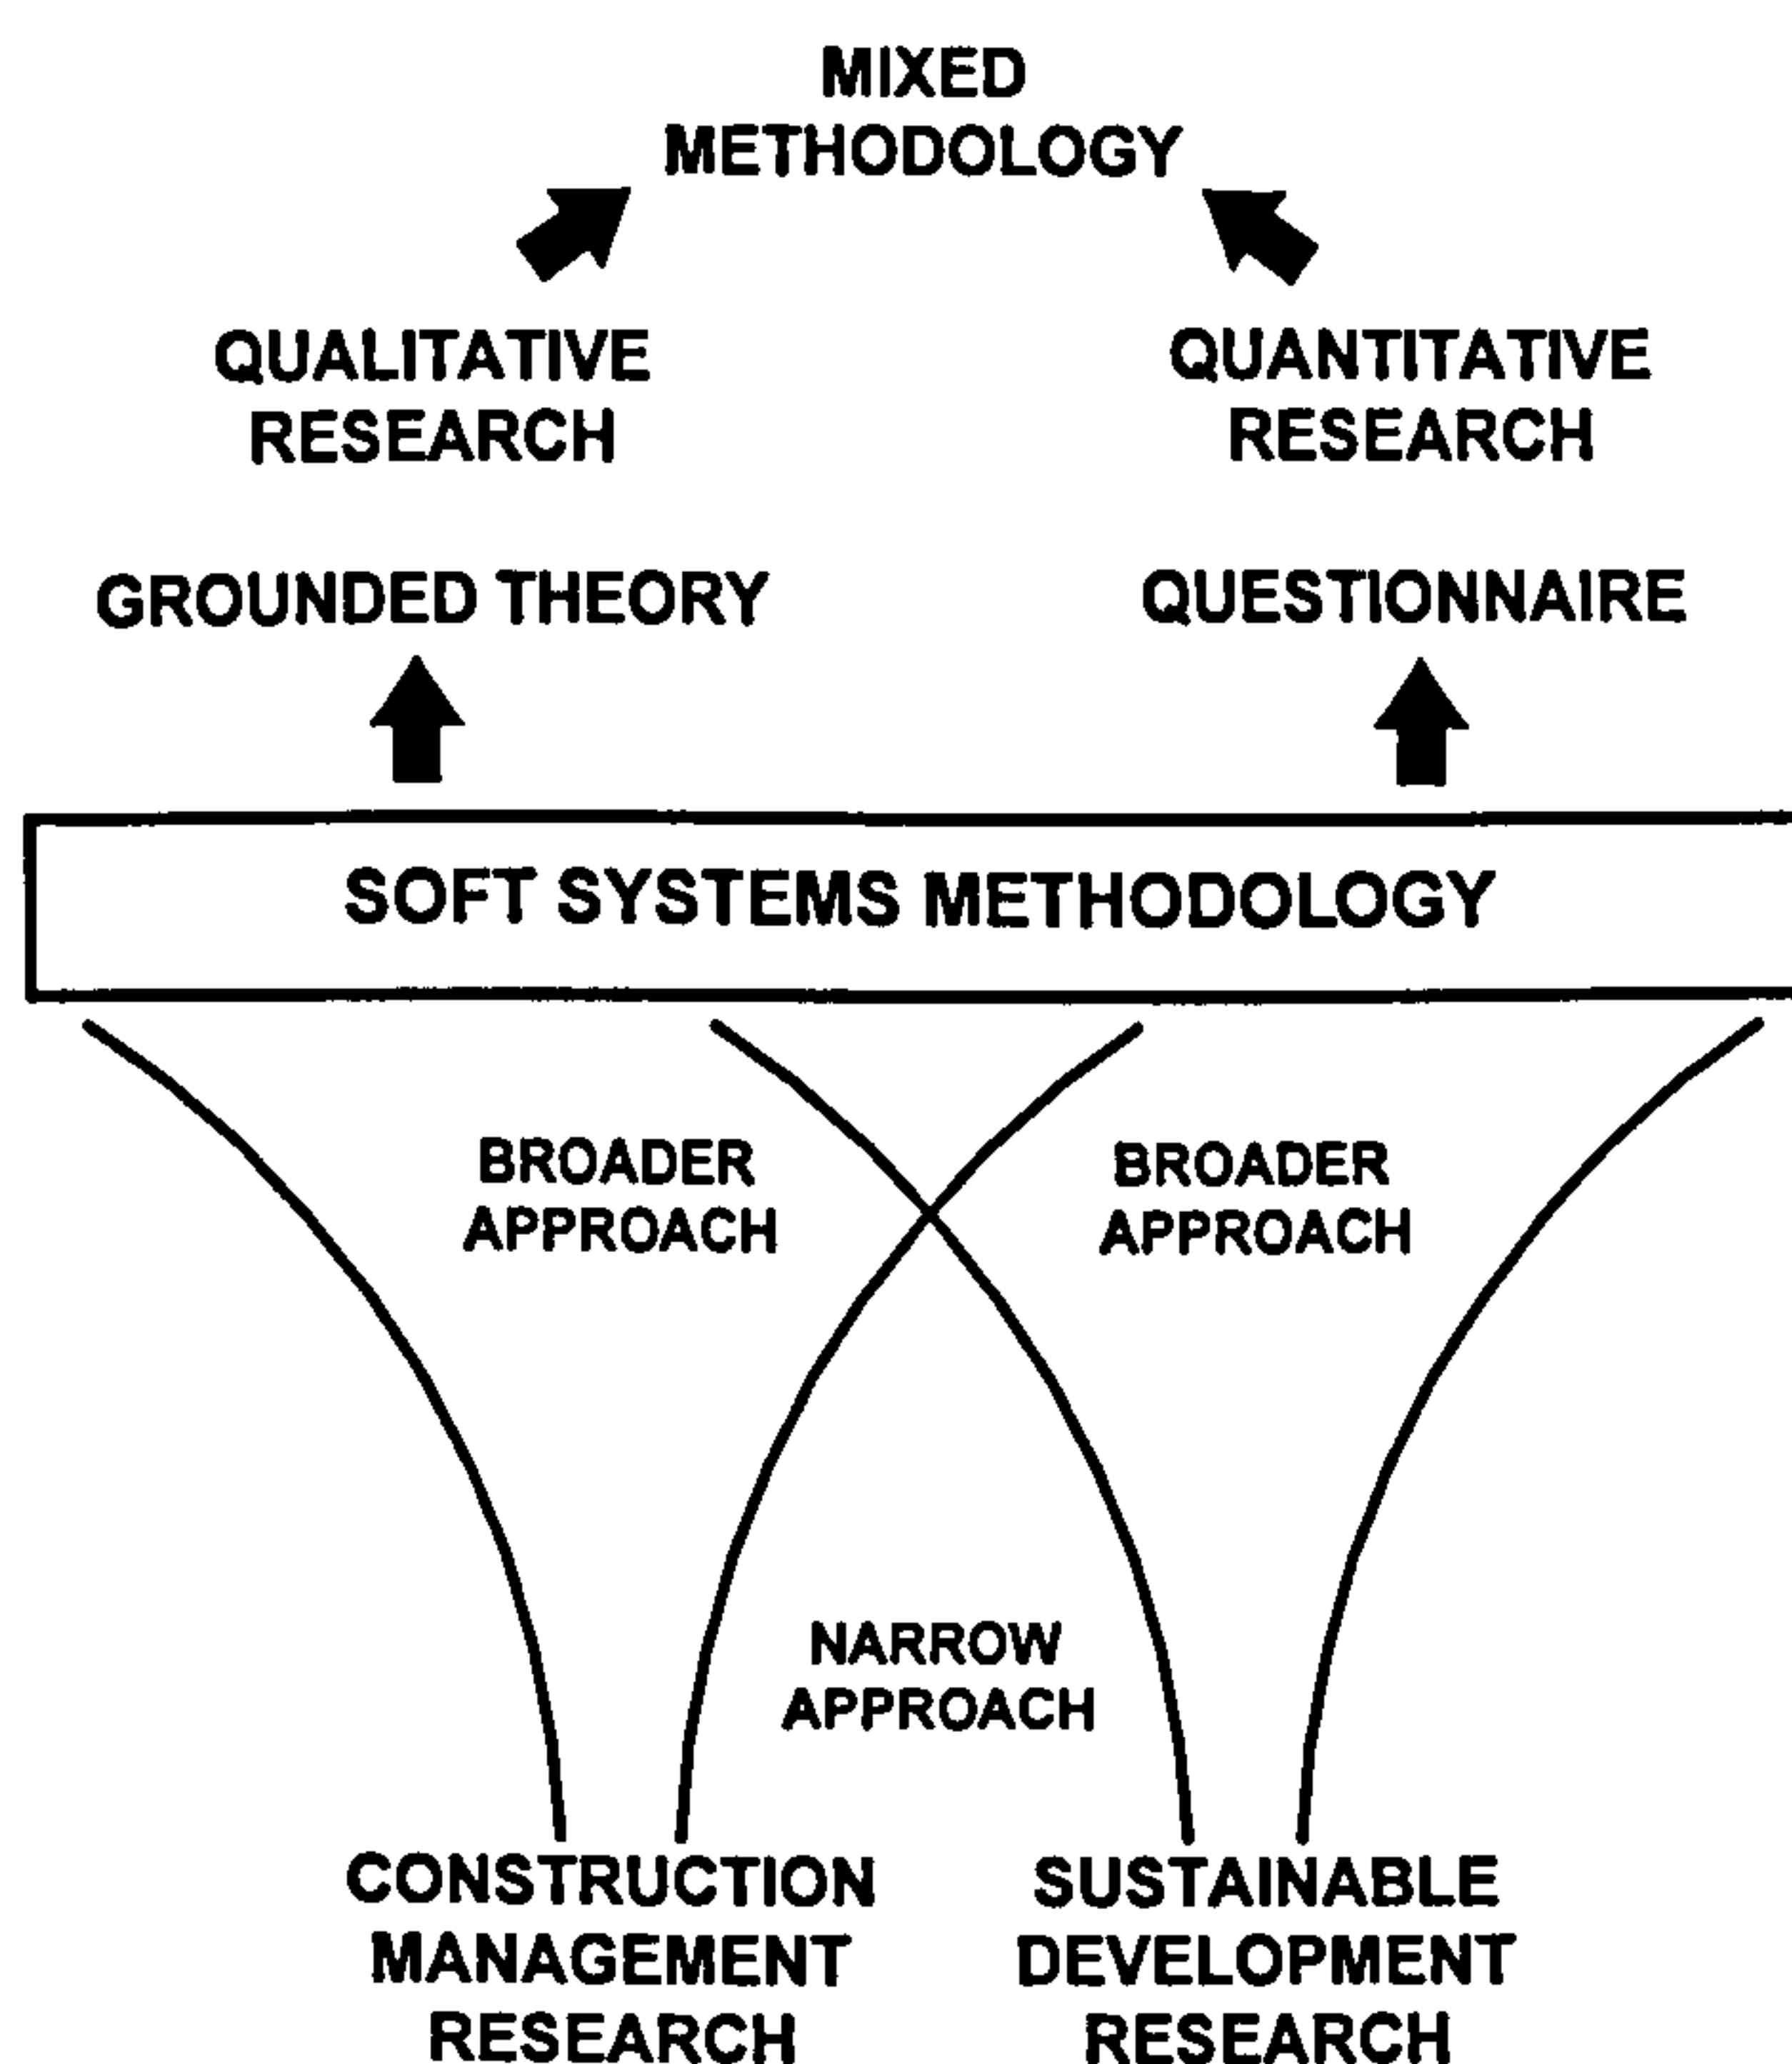 MIXED
METHODOLOGY
QUALITATIVE
RESEARCH
QUANTITATIVE
RESEARCH
GROUNDED THEORY
QUESTIONNAIRE
SOFT SYSTEMS METHODOLOGY
BROADER
APPROACH
BROADER
APPROACH
NARROW
APPROACH
CONSTRUCTION
MANAGEMENT
RESEARCH
SUSTAINABLE
DEVELOPMENT
RESEARCH